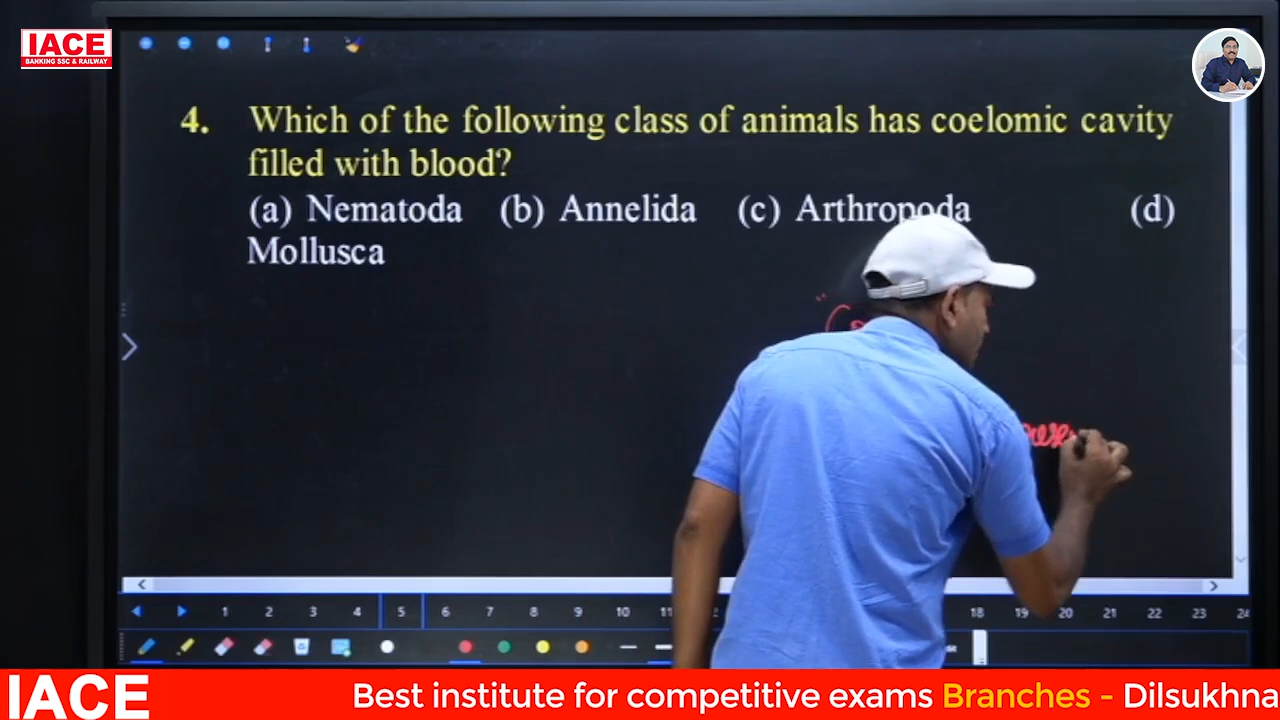 IACE
BANKING SSC & RAILWAY
4. Which of the following class of animals has coelomic cavity
filled with blood?
(a) Nematoda (b) Annelida (c) Arthropoda (d)
Mollusca
1 2 3 4 5 6 7 8 9 10 11 18 19 20 21 22 23 24
IACE Best institute for competitive exams Branches - Dilsukhna